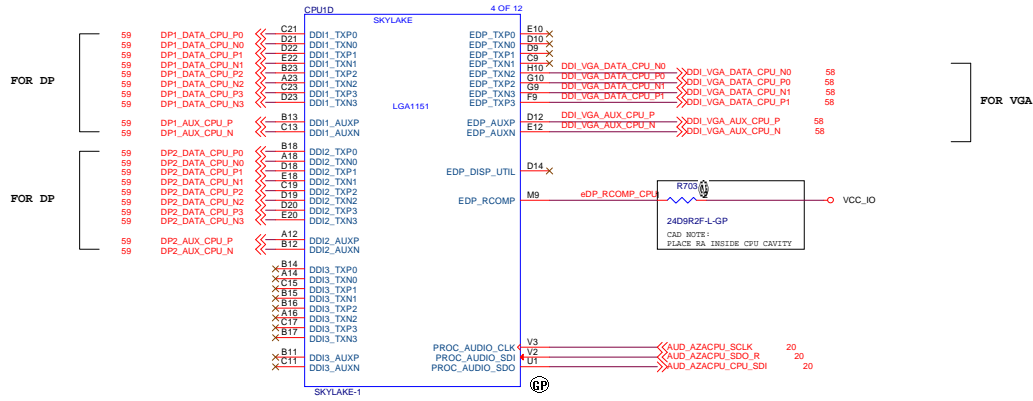 CPU1D
4 OF 12
SKYLAKE
LGA1151
FOR DP
59 DP1_DATA_CPU_P0 C21 DDI1_TXP0
59 DP1_DATA_CPU_N0 D21 DDI1_TXN0
59 DP1_DATA_CPU_P1 D22 DDI1_TXP1
59 DP1_DATA_CPU_N1 E22 DDI1_TXN1
59 DP1_DATA_CPU_P2 B23 DDI1_TXP2
59 DP1_DATA_CPU_N2 A23 DDI1_TXN2
59 DP1_DATA_CPU_P3 C23 DDI1_TXP3
59 DP1_DATA_CPU_N3 D23 DDI1_TXN3
59 DP1_AUX_CPU_P B13 DDI1_AUXP
59 DP1_AUX_CPU_N C13 DDI1_AUXN
FOR DP
59 DP2_DATA_CPU_P0 B18 DDI2_TXP0
59 DP2_DATA_CPU_N0 A18 DDI2_TXN0
59 DP2_DATA_CPU_P1 D18 DDI2_TXP1
59 DP2_DATA_CPU_N1 E18 DDI2_TXN1
59 DP2_DATA_CPU_P2 C19 DDI2_TXP2
59 DP2_DATA_CPU_N2 D19 DDI2_TXN2
59 DP2_DATA_CPU_P3 D20 DDI2_TXP3
59 DP2_DATA_CPU_N3 E20 DDI2_TXN3
59 DP2_AUX_CPU_P A12 DDI2_AUXP
59 DP2_AUX_CPU_N B12 DDI2_AUXN
B14 DDI3_TXP0
A14 DDI3_TXN0
C15 DDI3_TXP1
B15 DDI3_TXN1
B16 DDI3_TXP2
A16 DDI3_TXN2
C17 DDI3_TXP3
B17 DDI3_TXN3
B11 DDI3_AUXP
C11 DDI3_AUXN
EDP_TXP0 E10
EDP_TXN0 D10
EDP_TXP1 D9
EDP_TXN1 C9
EDP_TXN2 H10 DDI_VGA_DATA_CPU_N0 DDI_VGA_DATA_CPU_N0 58
EDP_TXP2 G10 DDI_VGA_DATA_CPU_P0 DDI_VGA_DATA_CPU_P0 58
EDP_TXN3 G9 DDI_VGA_DATA_CPU_N1 DDI_VGA_DATA_CPU_N1 58
EDP_TXP3 F9 DDI_VGA_DATA_CPU_P1 DDI_VGA_DATA_CPU_P1 58
EDP_AUXP D12 DDI_VGA_AUX_CPU_P DDI_VGA_AUX_CPU_P 58
EDP_AUXN E12 DDI_VGA_AUX_CPU_N DDI_VGA_AUX_CPU_N 58
FOR VGA
EDP_DISP_UTIL D14
EDP_RCOMP M9 eDP_RCOMP_CPU
R703
VCC_IO
24D9R2F-L-GP
CAD NOTE:
PLACE RA INSIDE CPU CAVITY
PROC_AUDIO_CLK V3 AUD_AZACPU_SCLK 20
PROC_AUDIO_SDI V2 AUD_AZACPU_SDO_R 20
PROC_AUDIO_SDO U1 AUD_AZACPU_CPU_SDI 20
SKYLAKE-1
GP